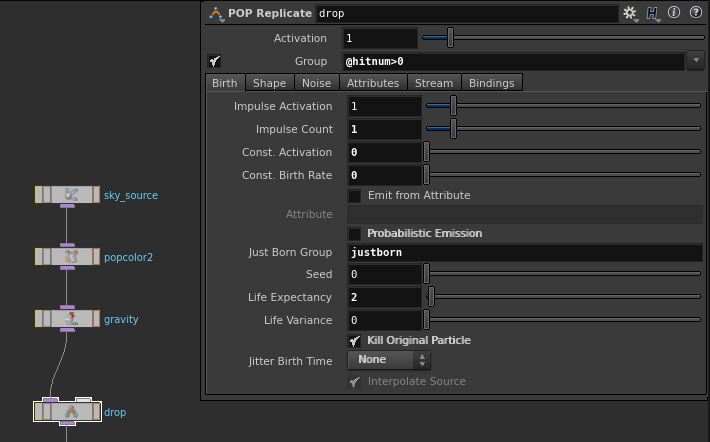 POP Replicate drop
Activation 1
Group @hitnum>0
Birth Shape Noise Attributes Stream Bindings
Impulse Activation 1
Impulse Count 1
Const. Activation 0
Const. Birth Rate 0
Emit from Attribute
Attribute
Probabilistic Emission
Just Born Group justborn
Seed 0
Life Expectancy 2
Life Variance 0
Kill Original Particle
Jitter Birth Time None
Interpolate Source
sky_source
popcolor2
gravity
drop